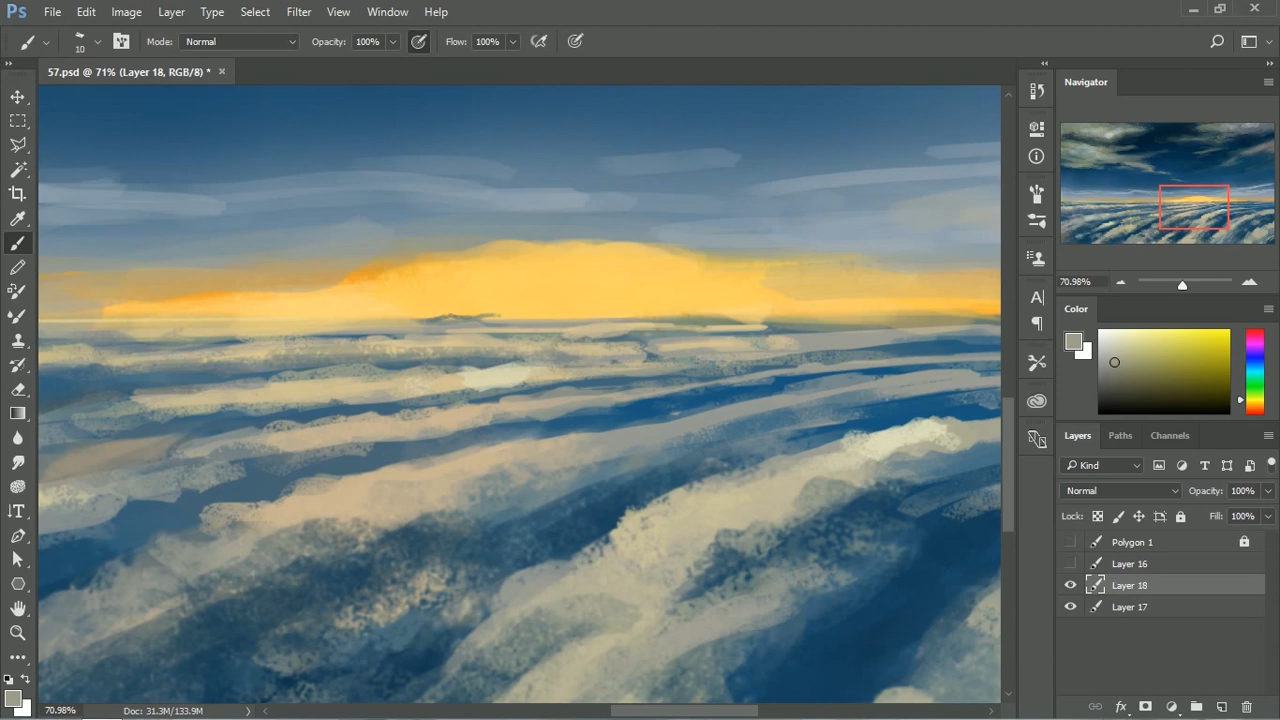 Ps File Edit Image Layer Type Select Filter View Window Help
10 Mode: Normal Opacity: 100% Flow: 100%
57.psd @ 71% (Layer 18, RGB/8) * ×
Navigator
70.98%
Color
Layers Paths Channels
Kind
Normal Opacity: 100%
Lock: Fill: 100%
Polygon 1
Layer 16
Layer 18
Layer 17
70.98% Doc: 31.3M/133.9M